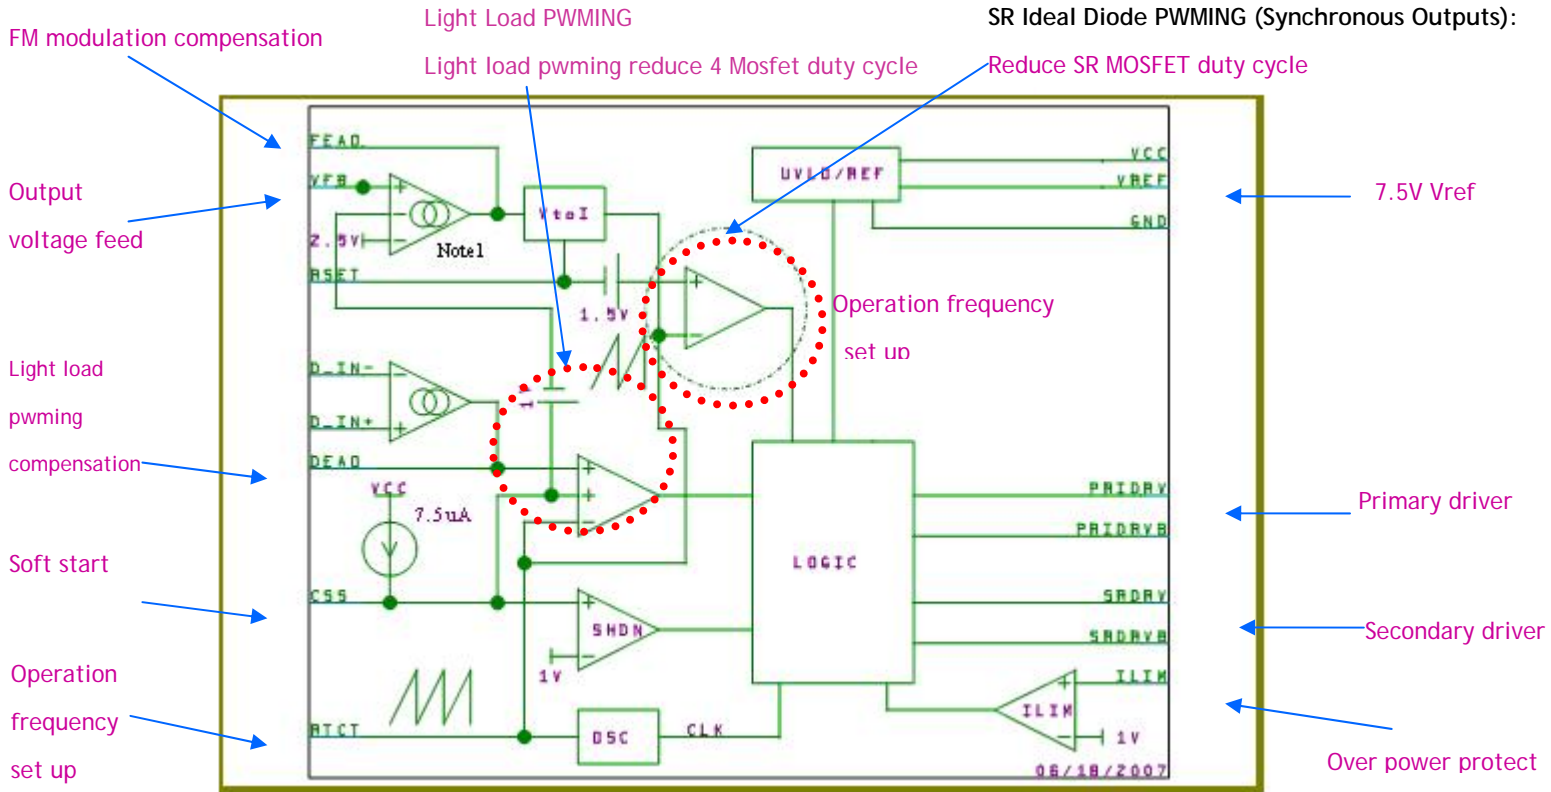 Light Load PWMING
SR Ideal Diode PWMING (Synchronous Outputs):
FM modulation compensation
Light load pwming reduce 4 Mosfet duty cycle
Reduce SR MOSFET duty cycle
FEAO
VFB
UVLO/REF
VCC
VREF
GND
Output
voltage feed
7.5V Vref
VtoI
2.5V
Note1
RSET
1.5V
Operation frequency
set up
Light load
pwming
compensation
D_IN-
D_IN+
1V
DEAO
VCC
7.5uA
PRIDRV
PRIDRVB
Primary driver
LOGIC
Soft start
CSS
SHDN
1V
SRDRV
SRDRVB
Secondary driver
ILIM
ILIM
1V
Operation
frequency
set up
RTCT
OSC
CLK
06/18/2007
Over power protect